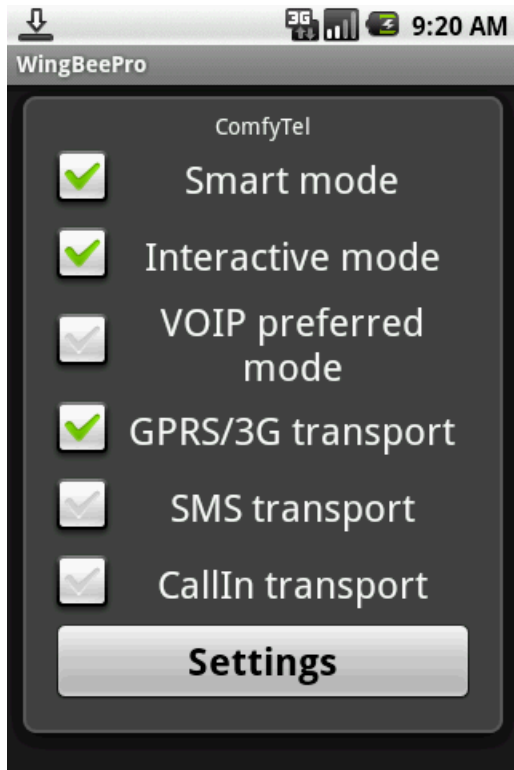 3G 9:20 AM
WingBeePro
ComfyTel
Smart mode
Interactive mode
VOIP preferred
mode
GPRS/3G transport
SMS transport
CallIn transport
Settings